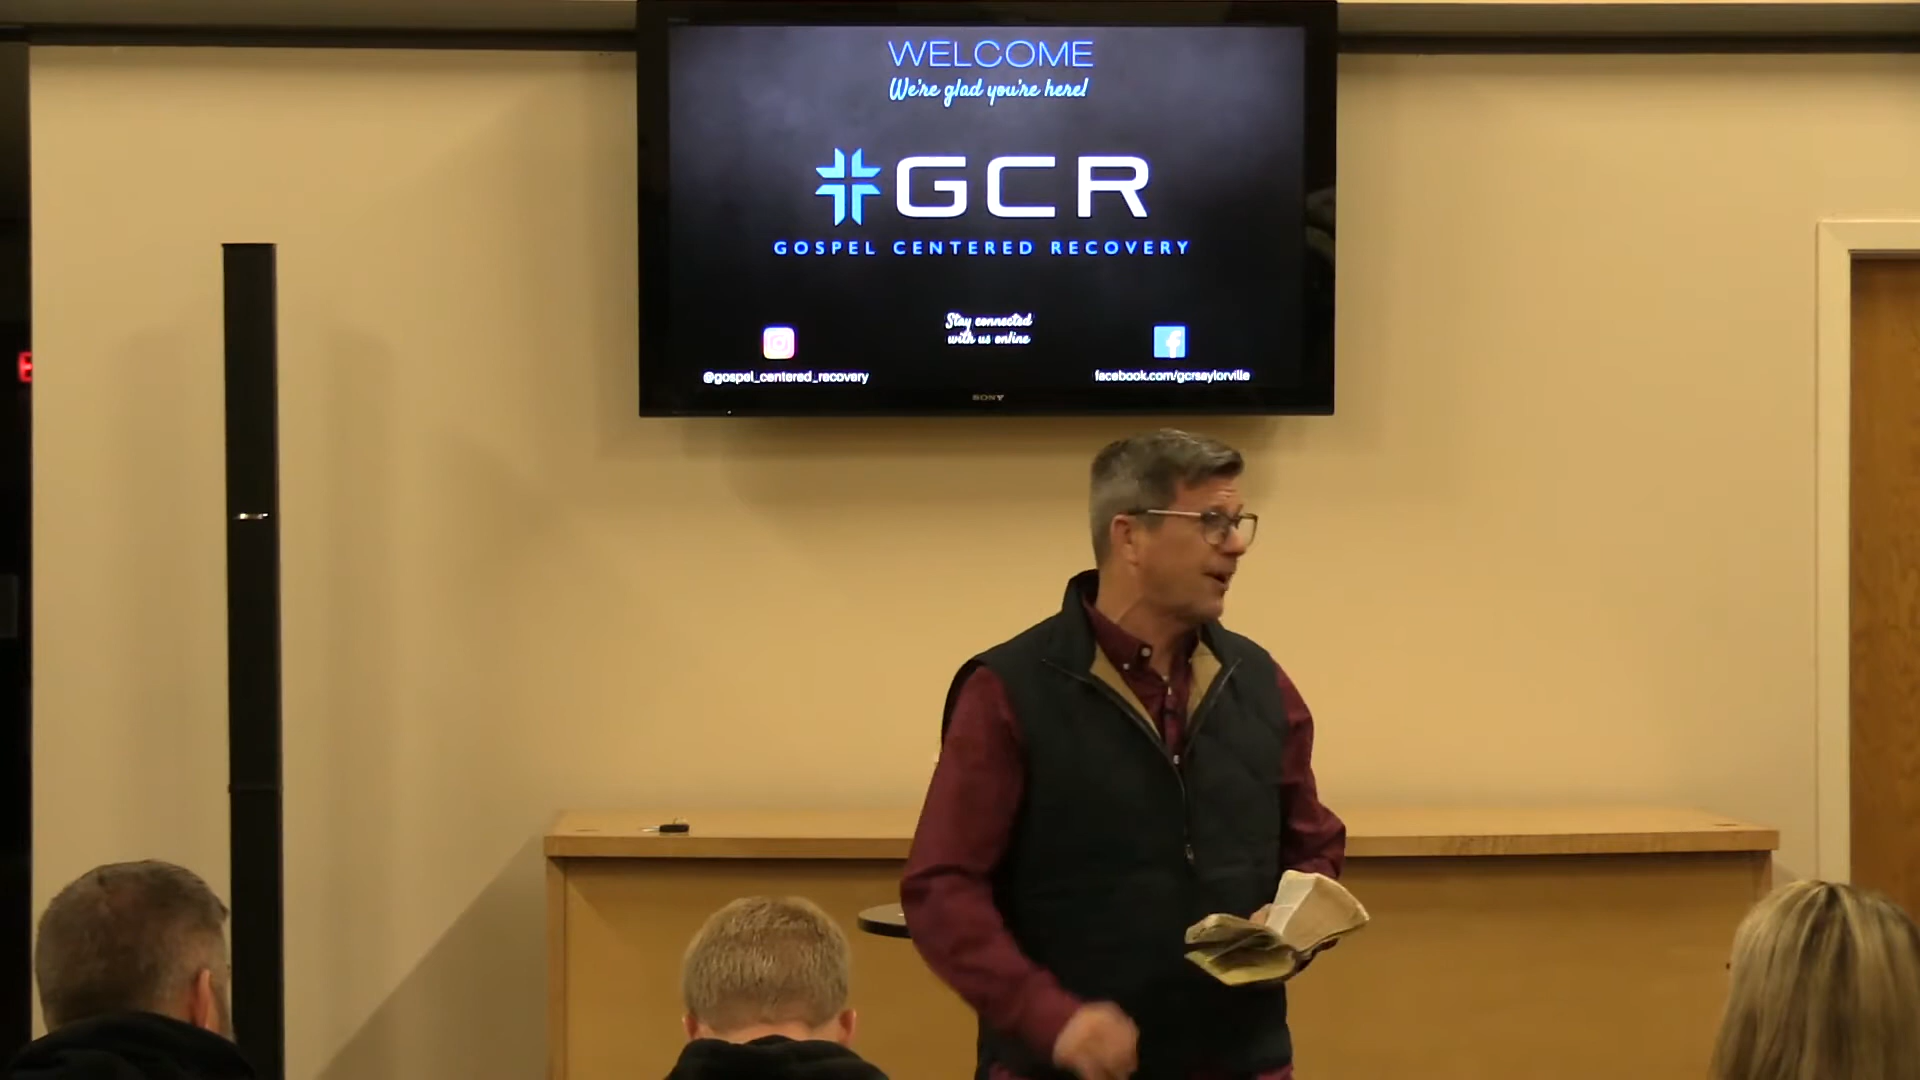 WELCOME
We're glad you're here!
GCR
GOSPEL CENTERED RECOVERY
Stay connected
with us online
@gospel_centered_recovery
facebook.com/gcrsaylorville
SONY